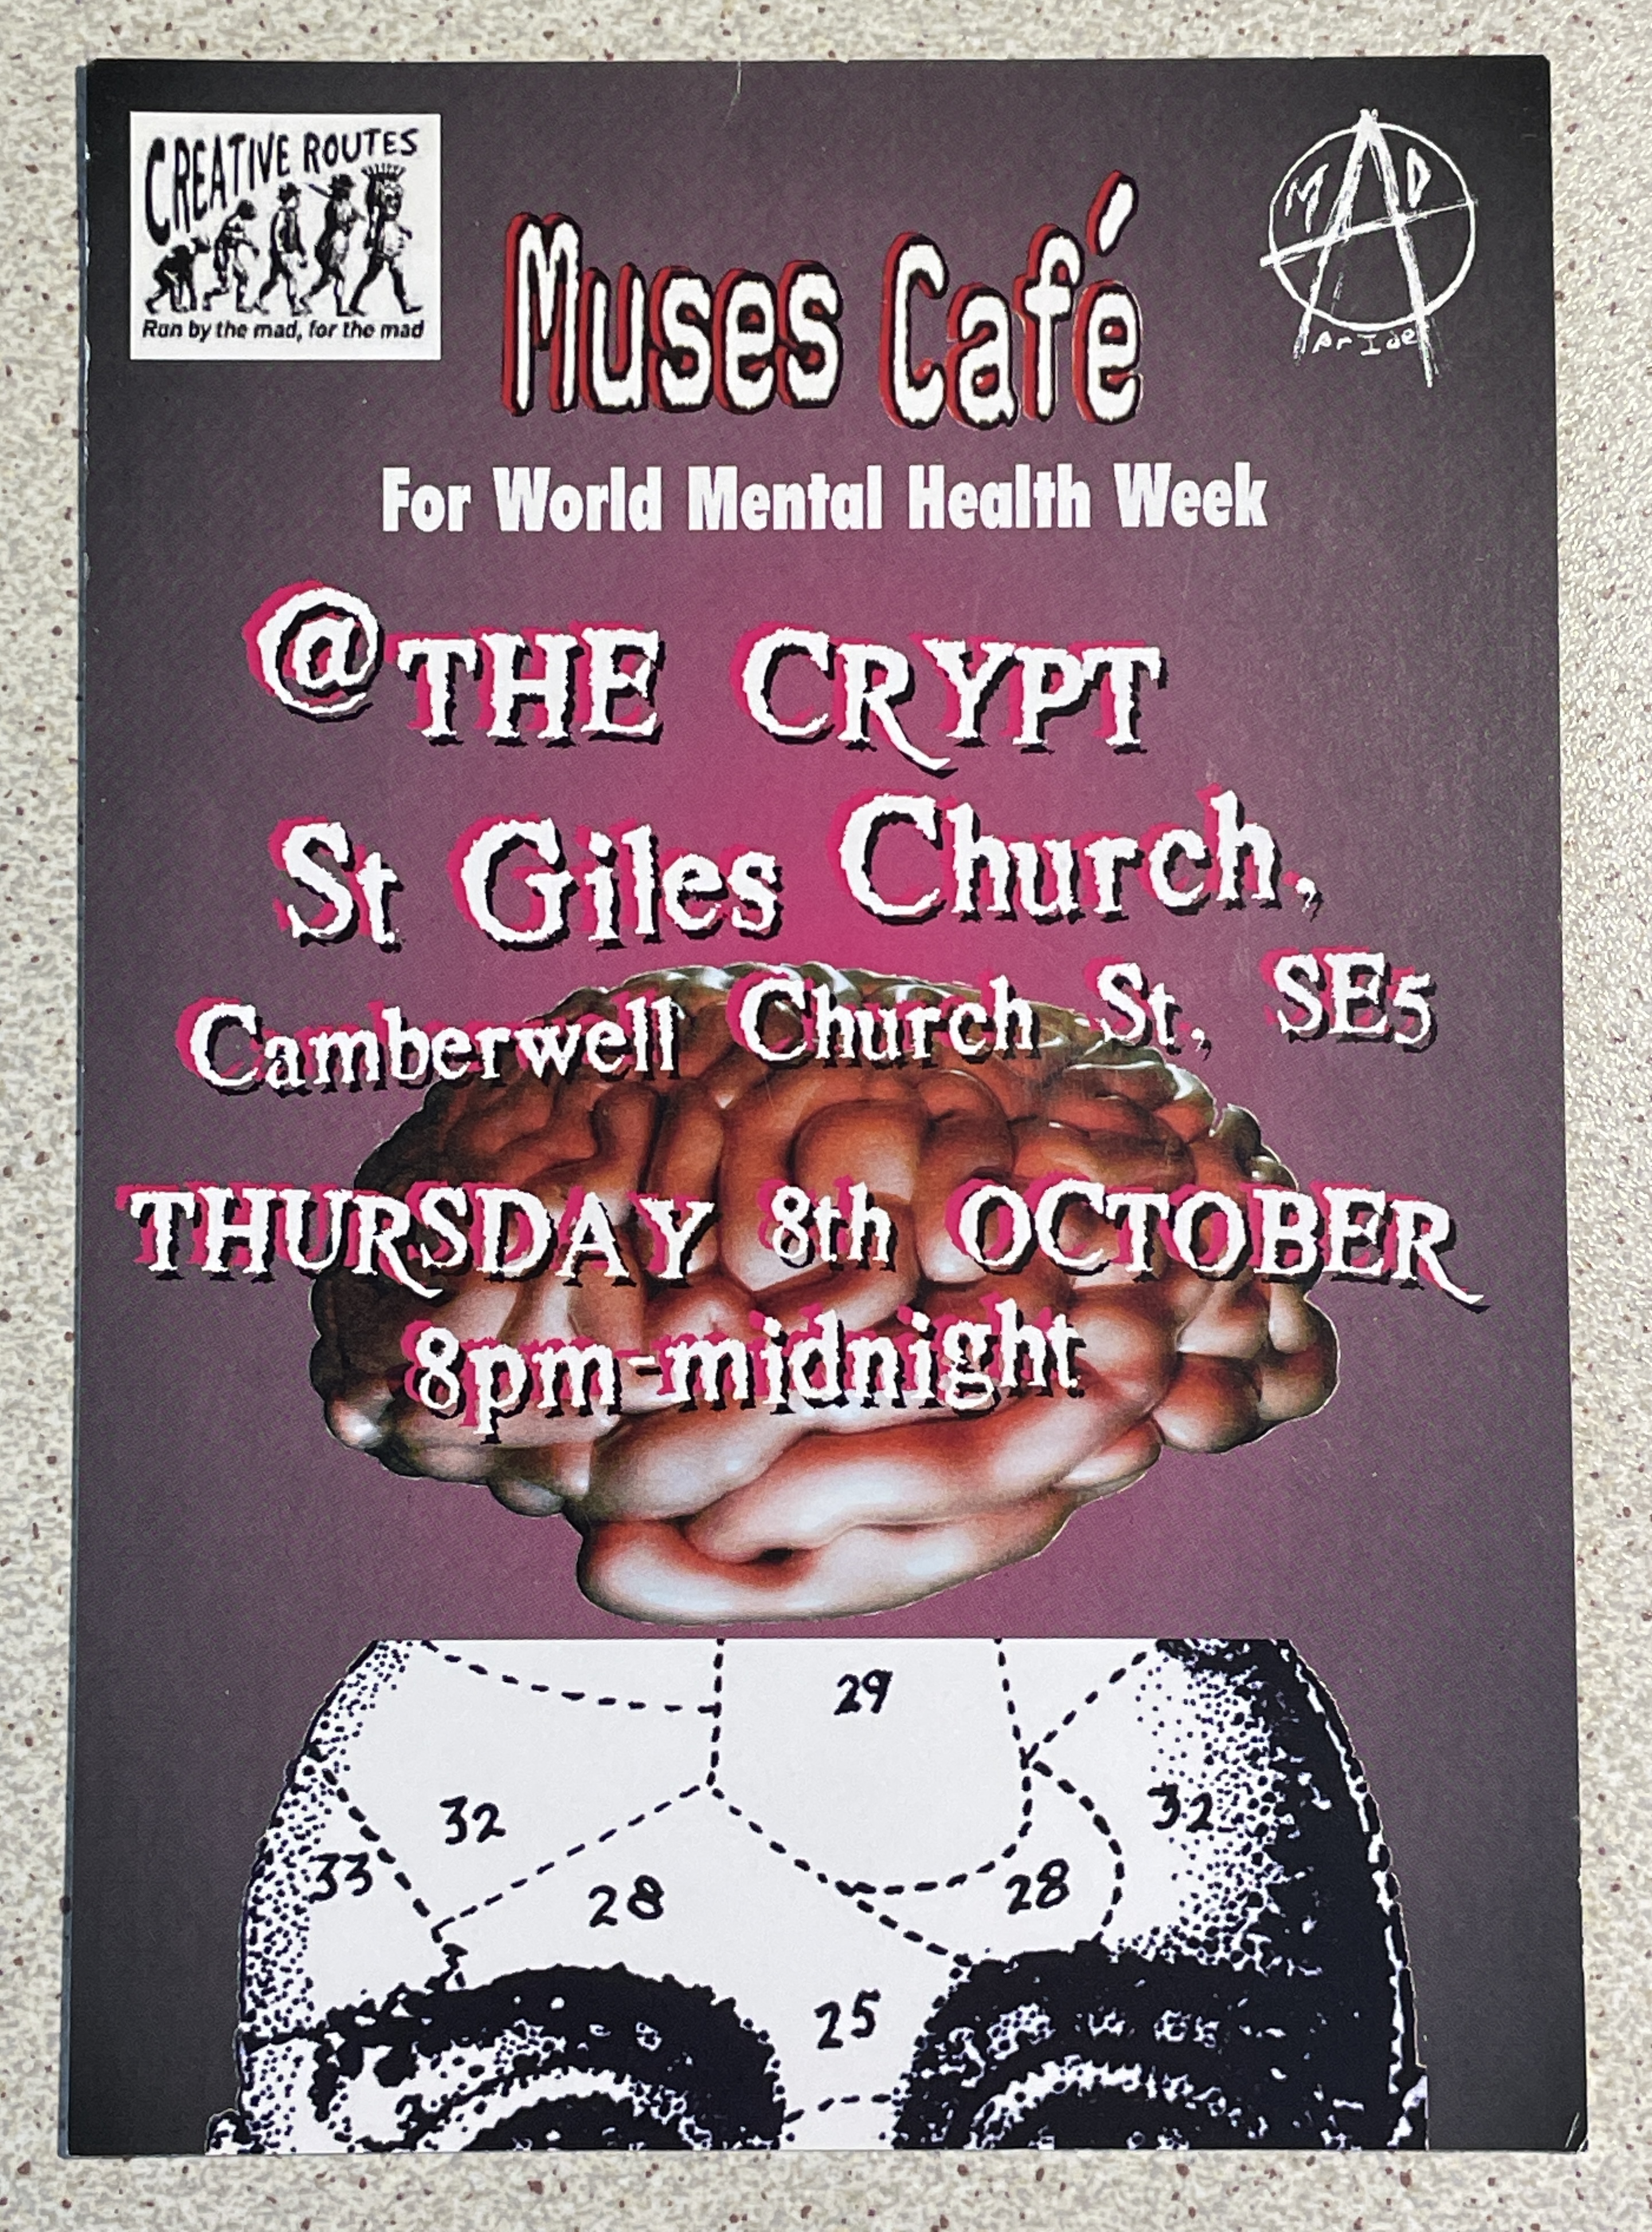 CREATIVE ROUTES
Run by the mad, for the mad
MAD
Pride
Muses Café
For World Mental Health Week
@THE CRYPT
St Giles Church,
Camberwell Church St, SE5
THURSDAY 8th OCTOBER
8pm-midnight
29
32
32
33
28
28
25